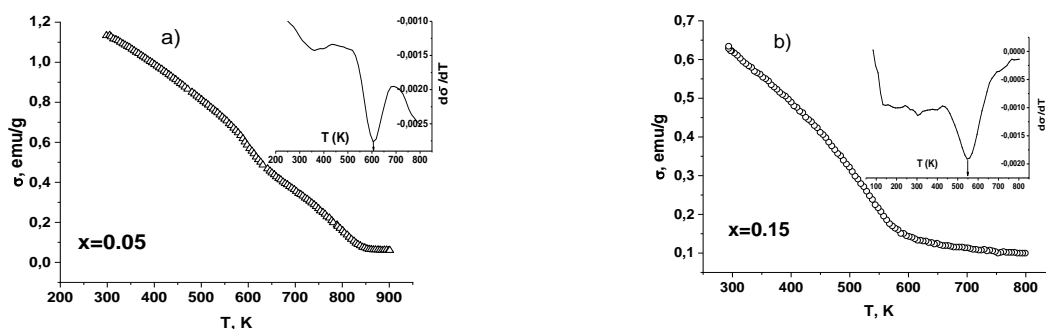 a)
1,2
1,0
0,8
0,6
0,4
0,2
0,0
σ, emu/g
200 300 400 500 600 700 800 900
T, K
x=0.05
-0,0010
-0,0015
-0,0020
-0,0025
dσ/dT
T (K)
200 300 400 500 600 700 800
b)
0,7
0,6
0,5
0,4
0,3
0,2
0,1
σ, emu/g
300 400 500 600 700 800
T, K
x=0.15
0,0000
-0,0005
-0,0010
-0,0015
-0,0020
dσ/dT
T (K)
100 200 300 400 500 600 700 800